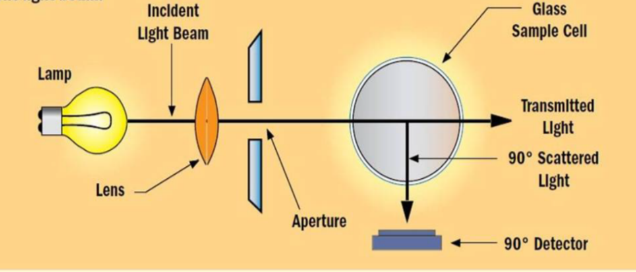 Incident
Light Beam
Glass
Sample Cell
Lamp
Transmitted
Light
90° Scattered
Light
Lens
Aperture
90° Detector